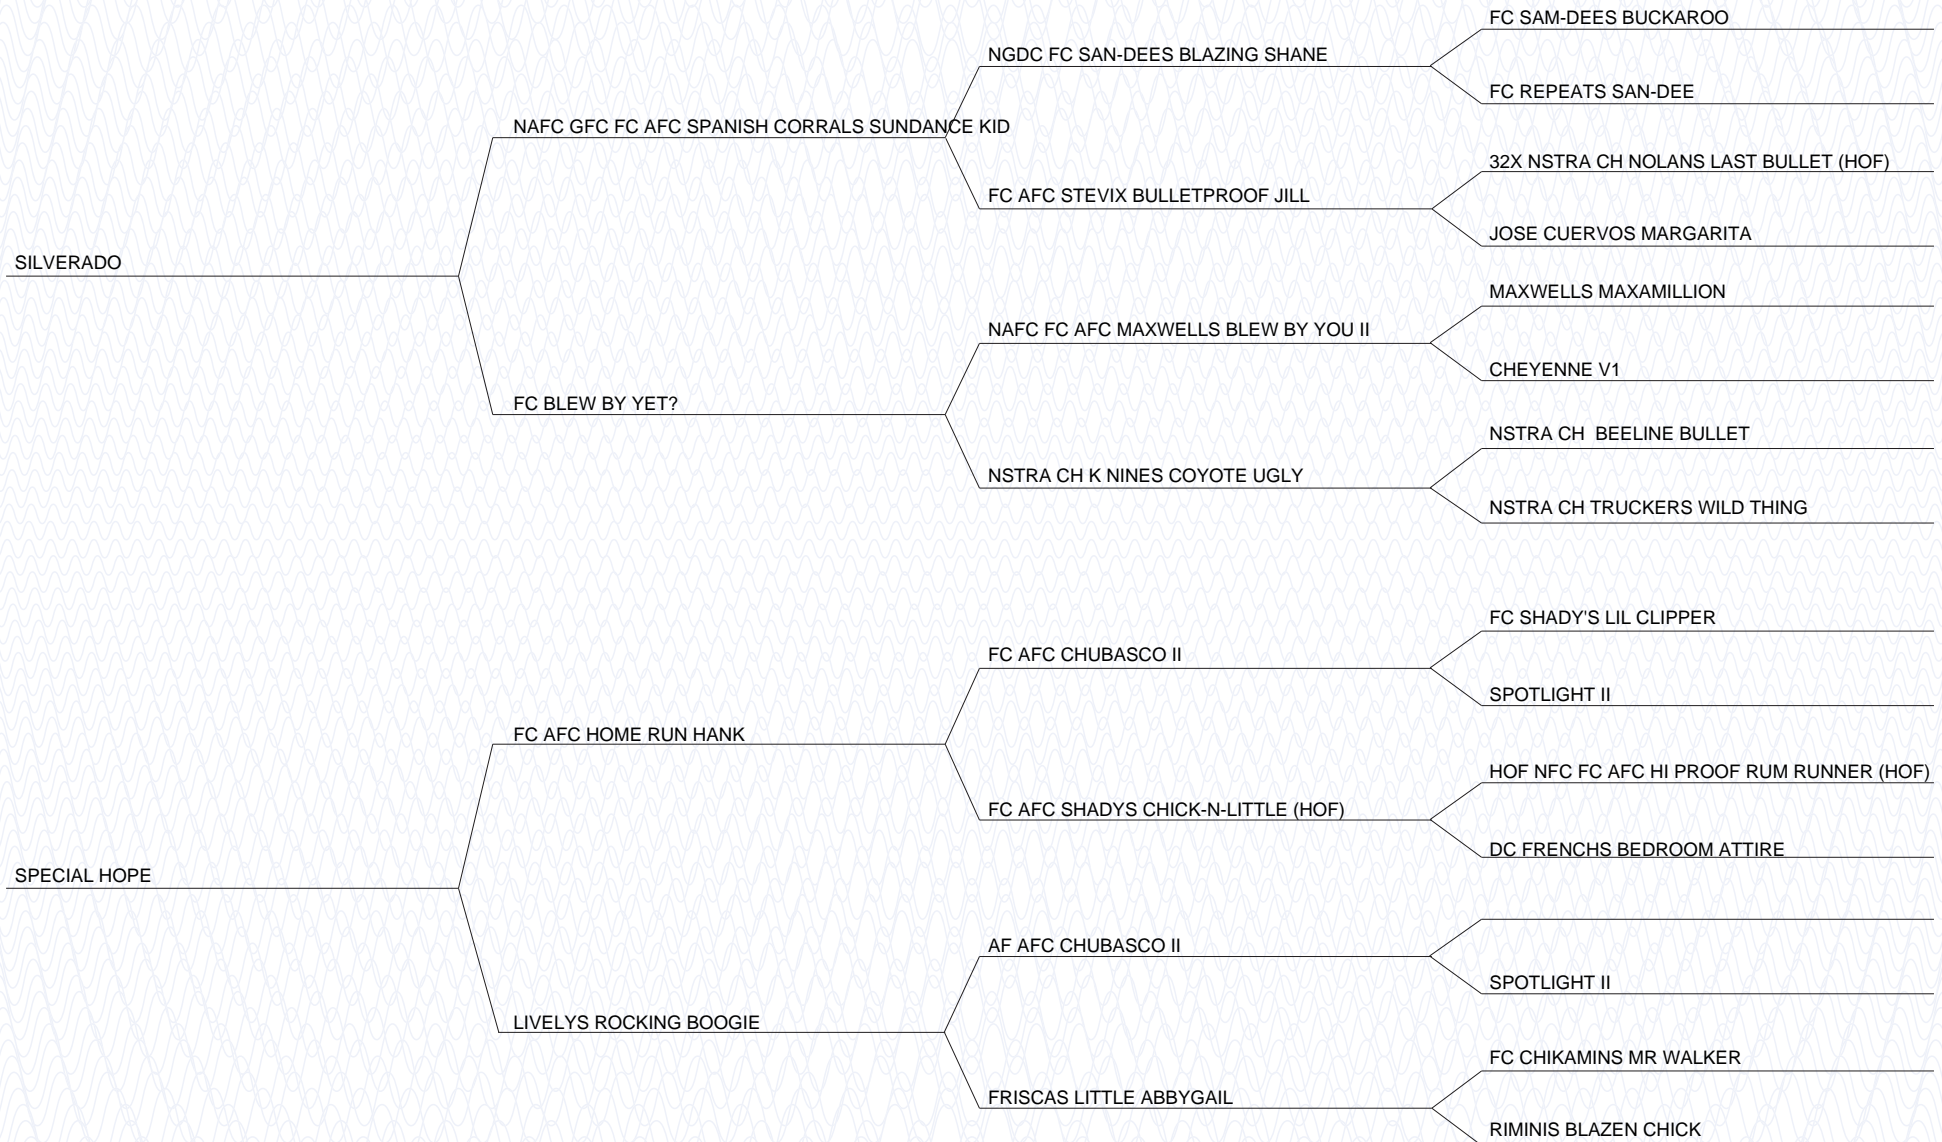 FC SAM-DEES BUCKAROO
NGDC FC SAN-DEES BLAZING SHANE
FC REPEATS SAN-DEE
NAFC GFC FC AFC SPANISH CORRALS SUNDANCE KID
32X NSTRA CH NOLANS LAST BULLET (HOF)
FC AFC STEVIX BULLETPROOF JILL
JOSE CUERVOS MARGARITA
SILVERADO
MAXWELLS MAXAMILLION
NAFC FC AFC MAXWELLS BLEW BY YOU II
CHEYENNE V1
FC BLEW BY YET?
NSTRA CH  BEELINE BULLET
NSTRA CH K NINES COYOTE UGLY
NSTRA CH TRUCKERS WILD THING
FC SHADY'S LIL CLIPPER
FC AFC CHUBASCO II
SPOTLIGHT II
FC AFC HOME RUN HANK
HOF NFC FC AFC HI PROOF RUM RUNNER (HOF)
FC AFC SHADYS CHICK-N-LITTLE (HOF)
DC FRENCHS BEDROOM ATTIRE
SPECIAL HOPE
AF AFC CHUBASCO II
SPOTLIGHT II
LIVELYS ROCKING BOOGIE
FC CHIKAMINS MR WALKER
FRISCAS LITTLE ABBYGAIL
RIMINIS BLAZEN CHICK